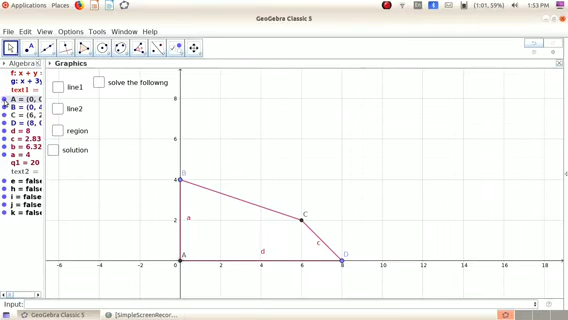 Applications Places
En
(1:01, 59%)
1:53 PM
GeoGebra Classic 5
File Edit View Options Tools Window Help
Algebra
Graphics
f: x + y =
g: x + 3y
text1 =
A = (0, 0
B = (0, 4
C = (6, 2
D = (8, 0
d = 8
c = 2.83
b = 6.32
a = 4
q1 = 20
text2 =
e = false
h = false
i = false
j = false
k = false
line1
solve the followng
line2
region
solution
8
6
4
2
0
-6 -4 -2 0 2 4 6 8 10 12 14 16 18
B
a
C
c
A
d
D
Input:
GeoGebra Classic 5
[SimpleScreenRecor...